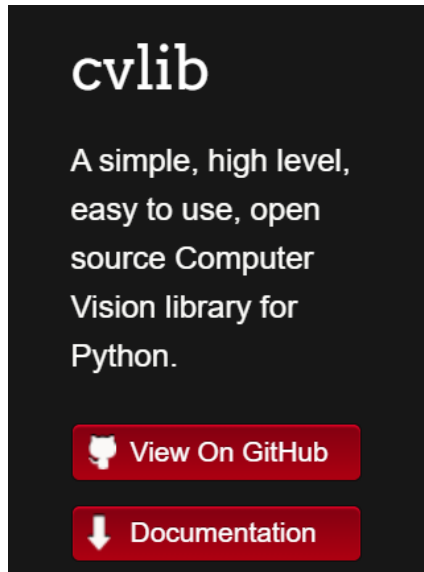 cvlib
A simple, high level,
easy to use, open
source Computer
Vision library for
Python.
View On GitHub
Documentation